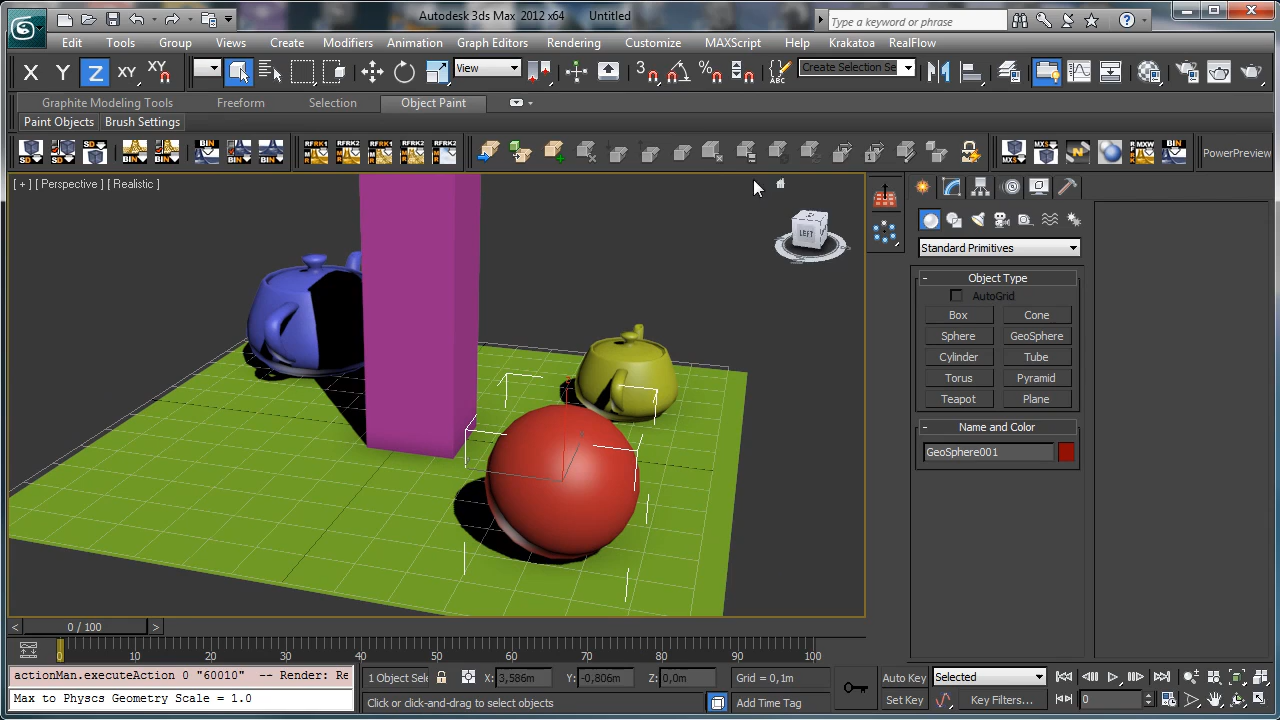 Autodesk 3ds Max 2012 x64 Untitled
Type a keyword or phrase
Edit Tools Group Views Create Modifiers Animation Graph Editors Rendering Customize MAXScript Help Krakatoa RealFlow
X Y Z XY XY View 3 % ABC Create Selection Se
Graphite Modeling Tools Freeform Selection Object Paint
Paint Objects Brush Settings
PowerPreview
[ + ] [ Perspective ] [ Realistic ]
LEFT
Standard Primitives
- Object Type
AutoGrid
Box Cone
Sphere GeoSphere
Cylinder Tube
Torus Pyramid
Teapot Plane
- Name and Color
GeoSphere001
< 0 / 100 >
0 10 20 30 40 50 60 70 80 90 100
actionMan.executeAction 0 "60010" -- Render: Re
Max to Physcs Geometry Scale = 1.0
1 Object Sele X: 3,586m Y: -0,806m Z: 0,0m Grid = 0,1m
Click or click-and-drag to select objects Add Time Tag
Auto Key Selected
Set Key Key Filters... 0